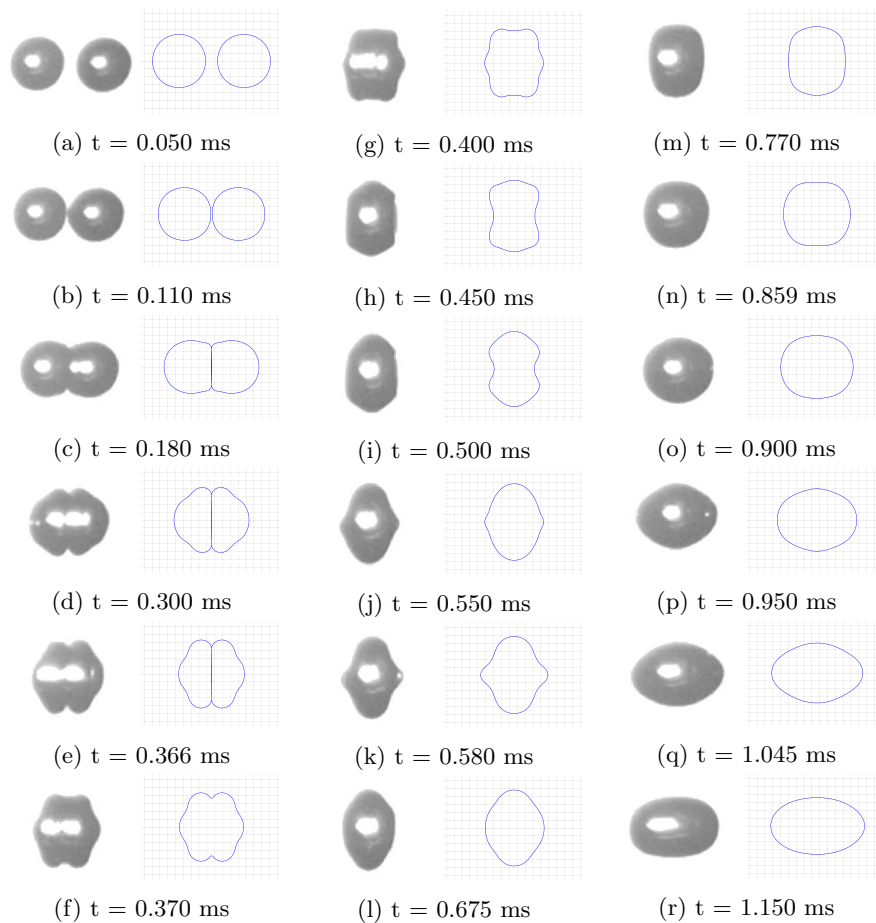 (a) t = 0.050 ms
(g) t = 0.400 ms
(m) t = 0.770 ms
(b) t = 0.110 ms
(h) t = 0.450 ms
(n) t = 0.859 ms
(c) t = 0.180 ms
(i) t = 0.500 ms
(o) t = 0.900 ms
(d) t = 0.300 ms
(j) t = 0.550 ms
(p) t = 0.950 ms
(e) t = 0.366 ms
(k) t = 0.580 ms
(q) t = 1.045 ms
(f) t = 0.370 ms
(l) t = 0.675 ms
(r) t = 1.150 ms